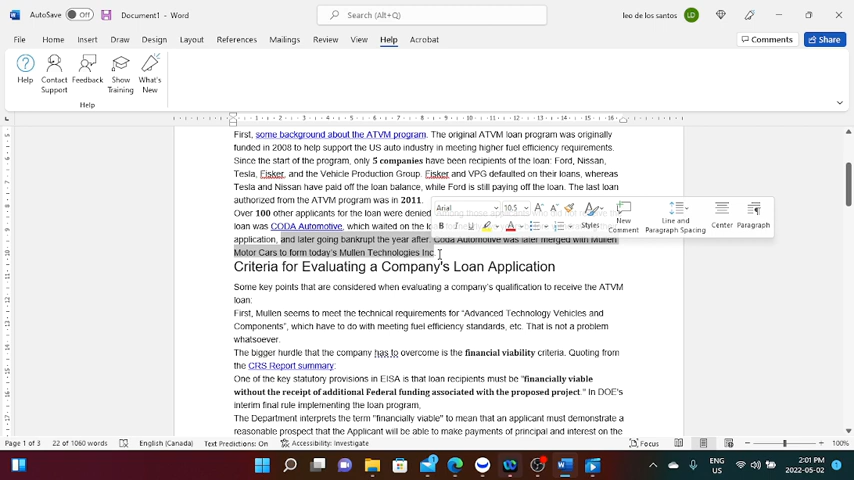 AutoSave Off Document1 - Word Search (Alt+Q) leo de los santos LD
File Home Insert Draw Design Layout References Mailings Review View Help Acrobat Comments Share
Help Contact Support Feedback Show Training What's New
Help
First, some background about the ATVM program. The original ATVM loan program was originally
funded in 2008 to help support the US auto industry in meeting higher fuel efficiency requirements.
Since the start of the program, only 5 companies have been recipients of the loan: Ford, Nissan,
Tesla, Fisker, and the Vehicle Production Group. Fisker and VPG defaulted on their loans, whereas
Tesla and Nissan have paid off the loan balance, while Ford is still paying off the loan. The last loan
authorized from the ATVM program was in 2011.
Over 100 other applicants for the loan were denied
loan was CODA Automotive, which waited on the lo
application, and later going bankrupt the year after. Coda Automotive was later merged with Mullen
Motor Cars to form today's Mullen Technologies Inc.
Arial 10.5 A A
B I U A Styles New Comment Line and Paragraph Spacing Center Paragraph
Criteria for Evaluating a Company's Loan Application
Some key points that are considered when evaluating a company's qualification to receive the ATVM
loan:
First, Mullen seems to meet the technical requirements for "Advanced Technology Vehicles and
Components", which have to do with meeting fuel efficiency standards, etc. That is not a problem
whatsoever.
The bigger hurdle that the company has to overcome is the financial viability criteria. Quoting from
the CRS Report summary:
One of the key statutory provisions in EISA is that loan recipients must be "financially viable
without the receipt of additional Federal funding associated with the proposed project." In DOE's
interim final rule implementing the loan program,
The Department interprets the term "financially viable" to mean that an applicant must demonstrate a
reasonable prospect that the Applicant will be able to make payments of principal and interest on the
Page 1 of 3 22 of 1060 words English (Canada) Text Predictions: On Accessibility: Investigate Focus 100%
ENG US 2:01 PM 2022-05-02